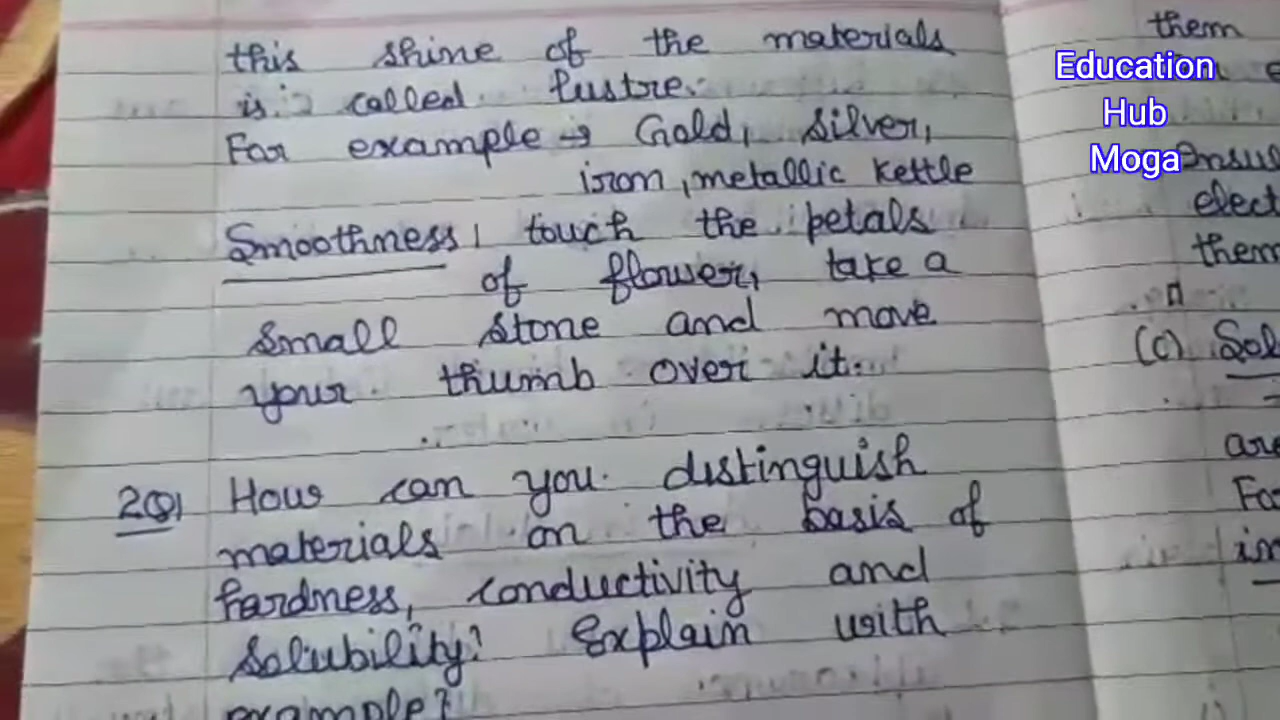 this shine of the materials
is called lustre.
For example → Gold, silver,
iron, metallic kettle
Smoothness, touch the petals
of flower, take a
small stone and move
your thumb over it.
2Q) How can you distinguish
materials on the basis of
hardness, conductivity and
solubility? Explain with
example?
them
elect
them
(c) Sol
are
Fo
in
Education
Hub
Moga